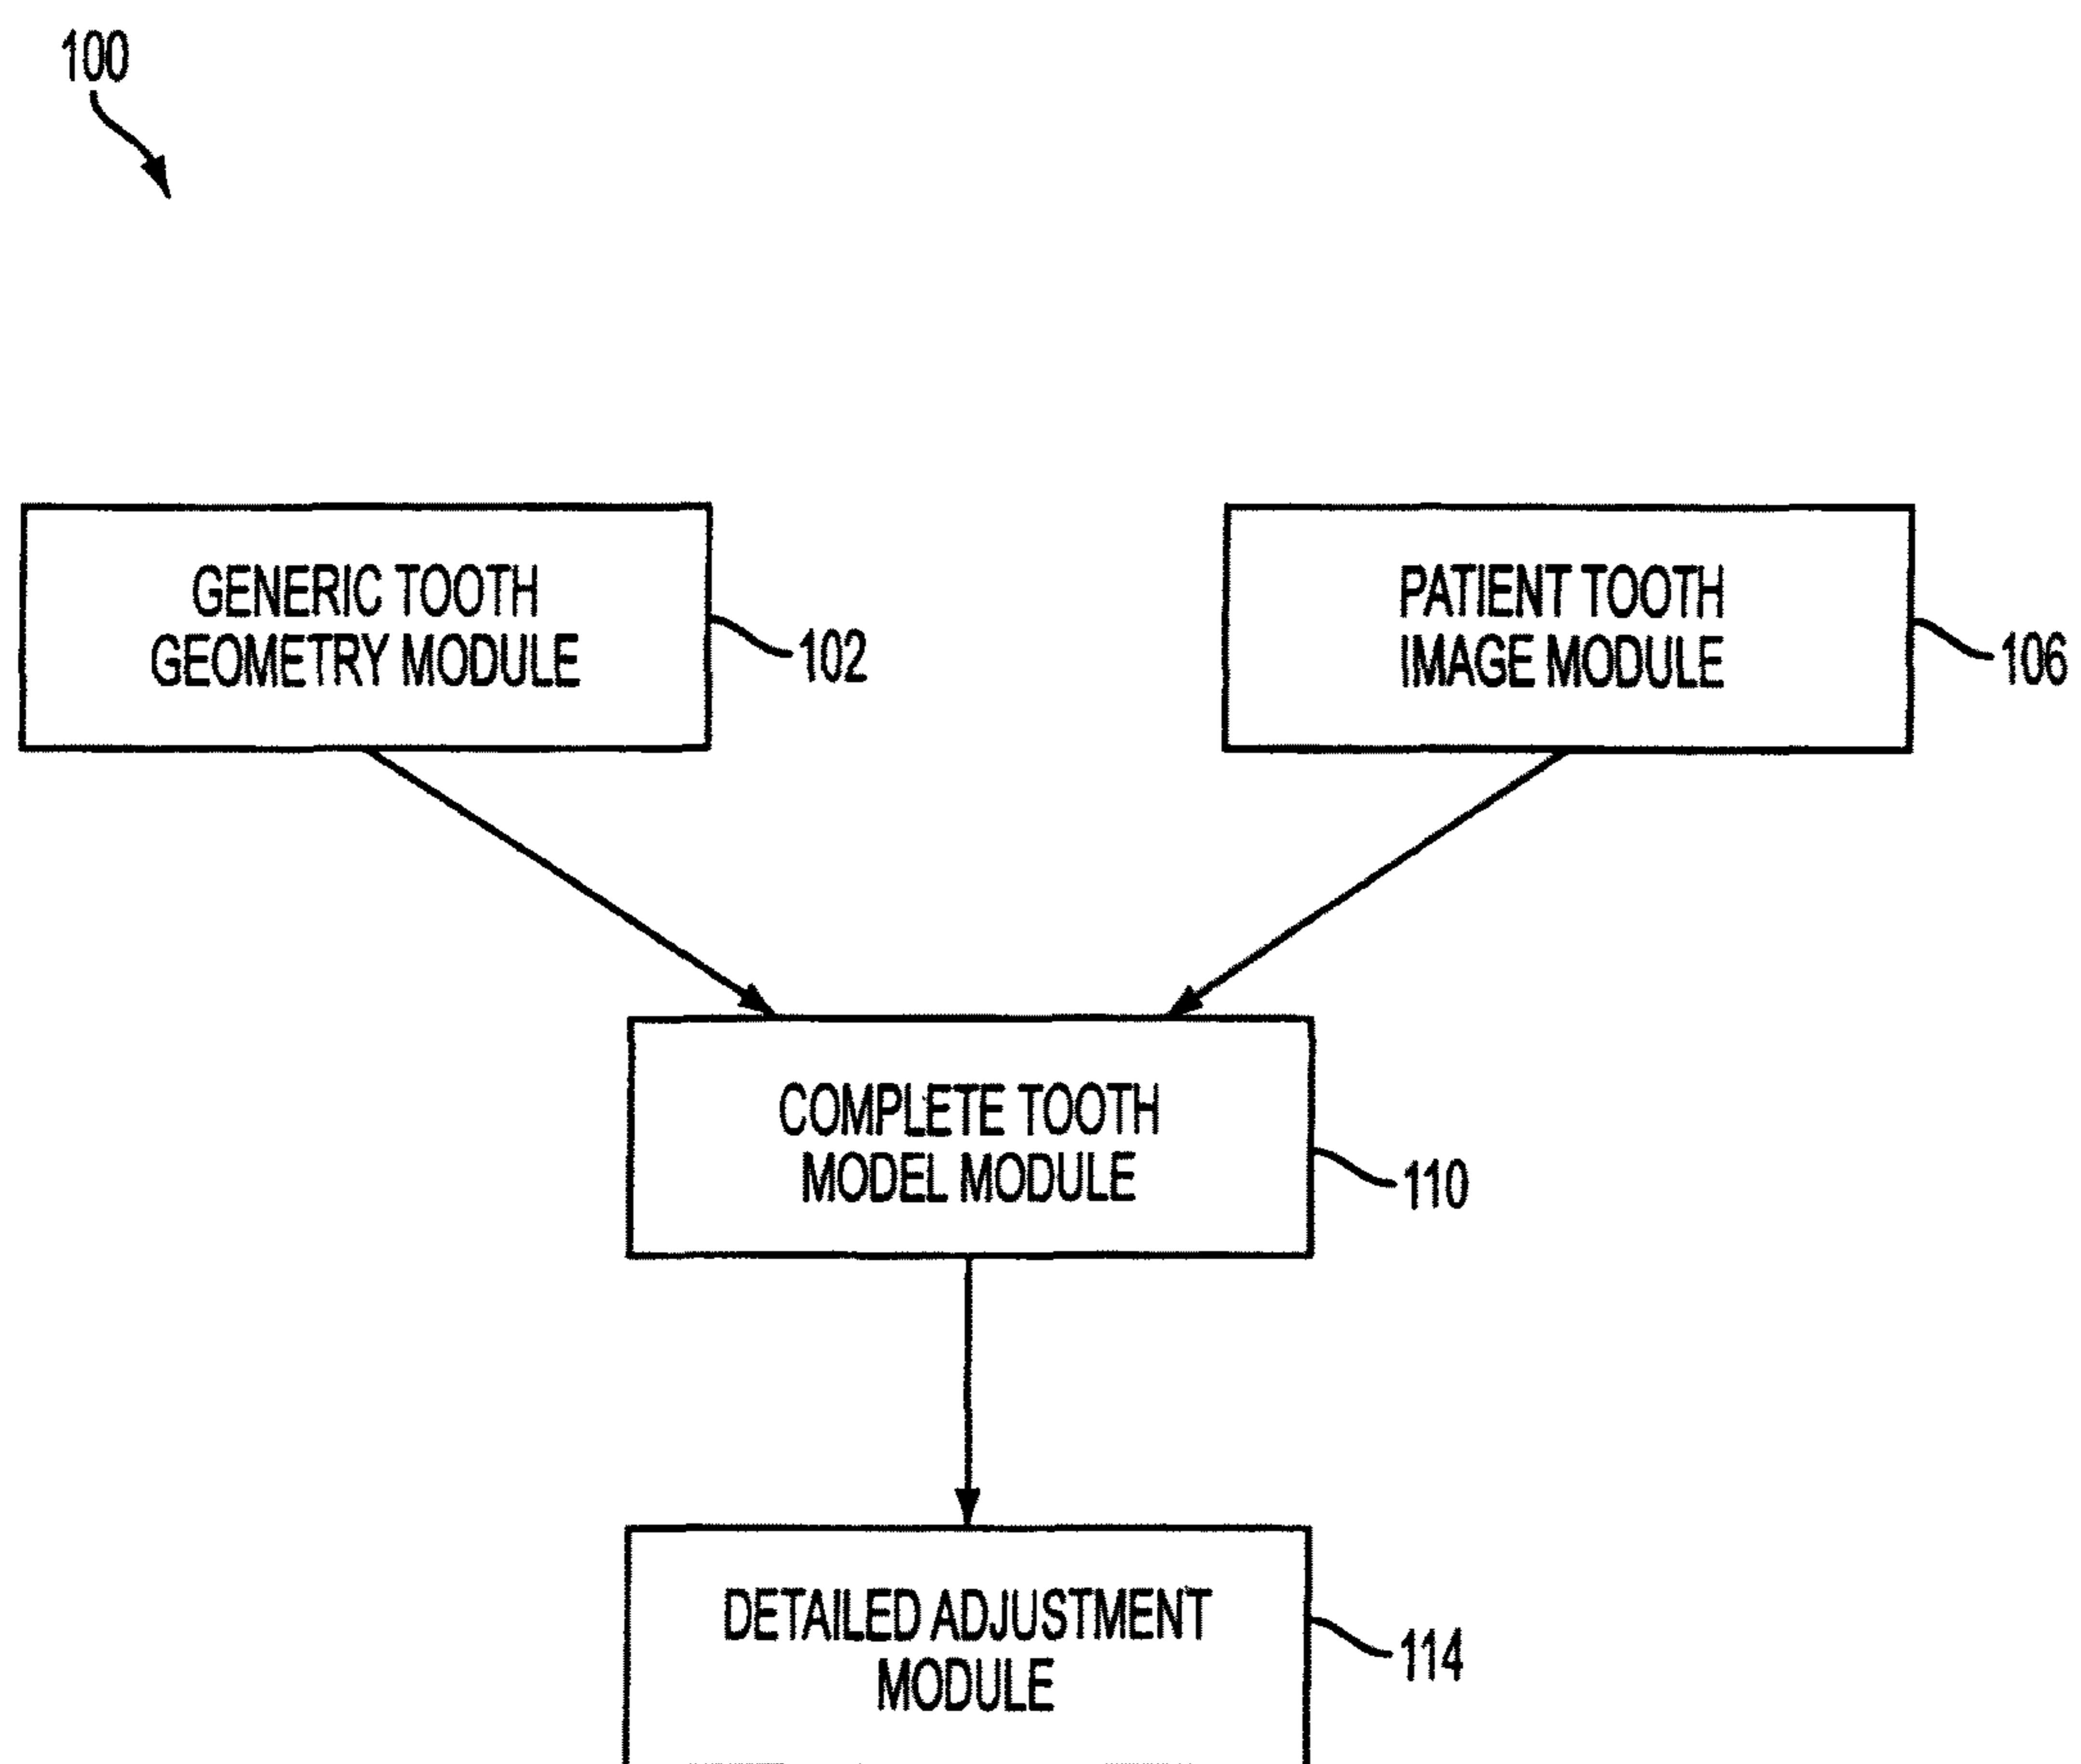 100
GENERIC TOOTH
GEOMETRY MODULE
102
PATIENT TOOTH
IMAGE MODULE
106
COMPLETE TOOTH
MODEL MODULE
110
DETAILED ADJUSTMENT
MODULE
114